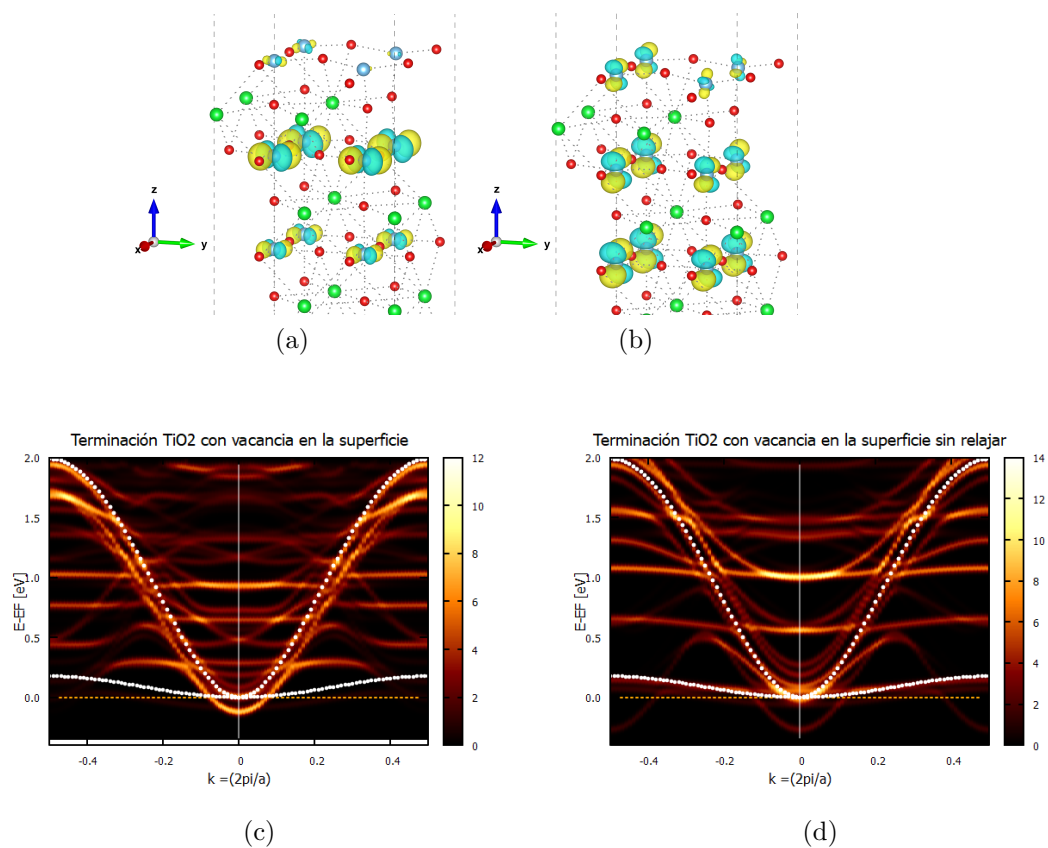 z
x
y
z
x
y
(a)
(b)
Terminación TiO2 con vacancia en la superficie
2.0
1.5
1.0
0.5
0.0
E-EF [eV]
-0.4
-0.2
0
0.2
0.4
k =(2pi/a)
12
10
8
6
4
2
0
Terminación TiO2 con vacancia en la superficie sin relajar
2.0
1.5
1.0
0.5
0.0
E-EF [eV]
-0.4
-0.2
0
0.2
0.4
k =(2pi/a)
14
12
10
8
6
4
2
0
(c)
(d)